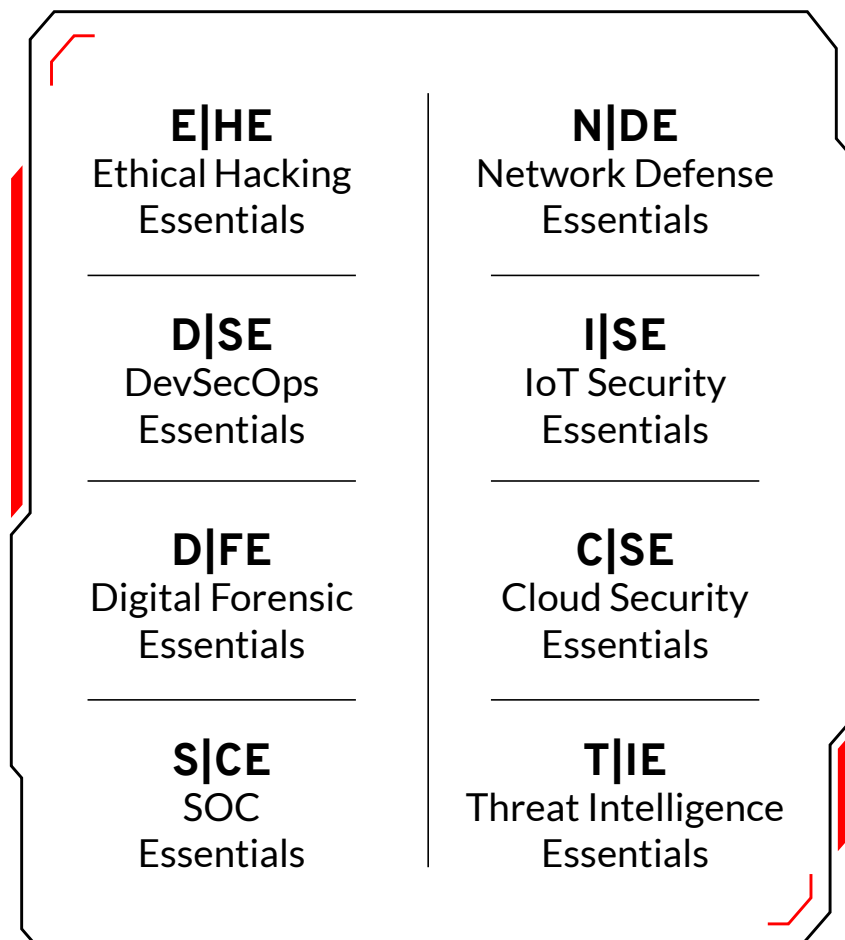 E|HE
Ethical Hacking
Essentials
N|DE
Network Defense
Essentials
D|SE
DevSecOps
Essentials
I|SE
IoT Security
Essentials
D|FE
Digital Forensic
Essentials
C|SE
Cloud Security
Essentials
S|CE
SOC
Essentials
T|IE
Threat Intelligence
Essentials